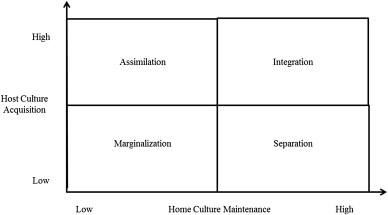 High
Assimilation
Integration
Host Culture
Acquisition
Marginalization
Separation
Low
Low
Home Culture Maintenance
High